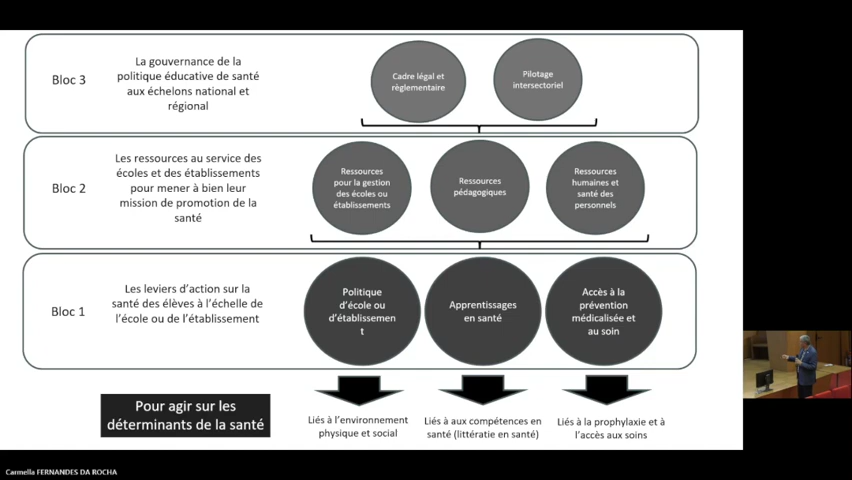 Bloc 3
La gouvernance de la
politique éducative de santé
aux échelons national et
régional
Cadre légal et
règlementaire
Pilotage
intersectoriel
Bloc 2
Les ressources au service des
écoles et des établissements
pour mener à bien leur
mission de promotion de la
santé
Ressources
pour la gestion
des écoles ou
établissements
Ressources
pédagogiques
Ressources
humaines et
santé des
personnels
Bloc 1
Les leviers d'action sur la
santé des élèves à l'échelle de
l'école ou de l'établissement
Politique
d'école ou
d'établissemen
t
Apprentissages
en santé
Accès à la
prévention
médicalisée et
au soin
Pour agir sur les
déterminants de la santé
Liés à l'environnement
physique et social
Liés à aux compétences en
santé (littératie en santé)
Liés à la prophylaxie et à
l'accès aux soins
Carmella FERNANDES DA ROCHA